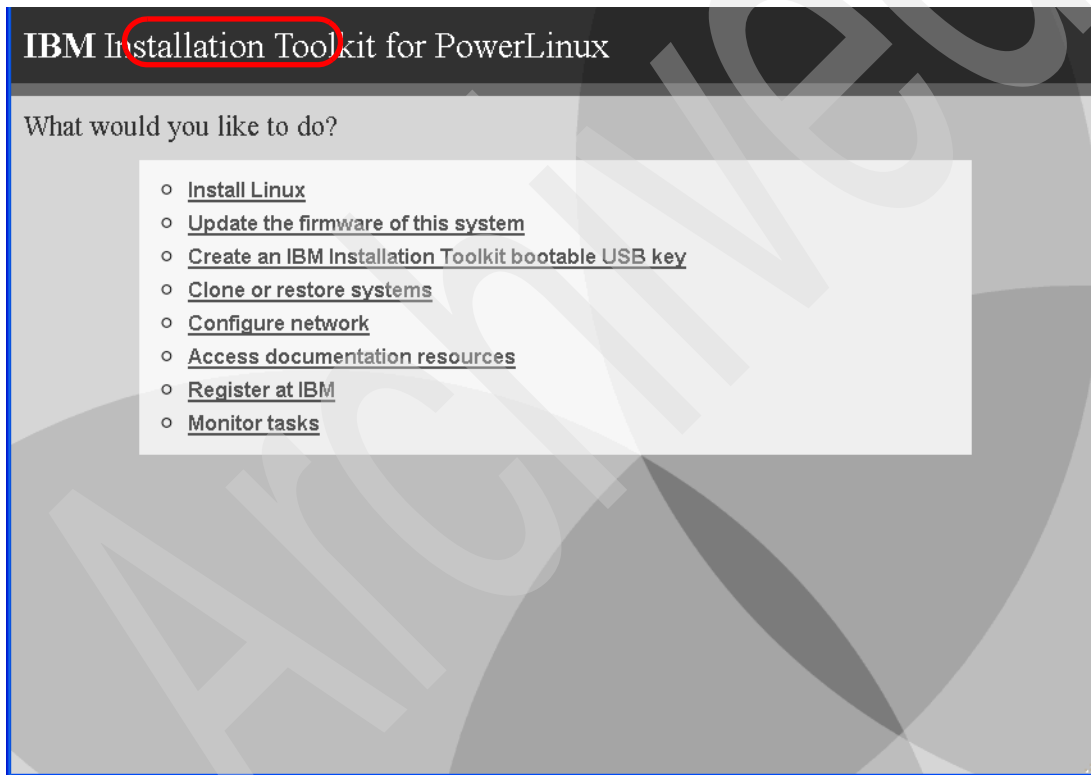 IBM Installation Toolkit for PowerLinux
What would you like to do?
Install Linux
Update the firmware of this system
Create an IBM Installation Toolkit bootable USB key
Clone or restore systems
Configure network
Access documentation resources
Register at IBM
Monitor tasks
Archived